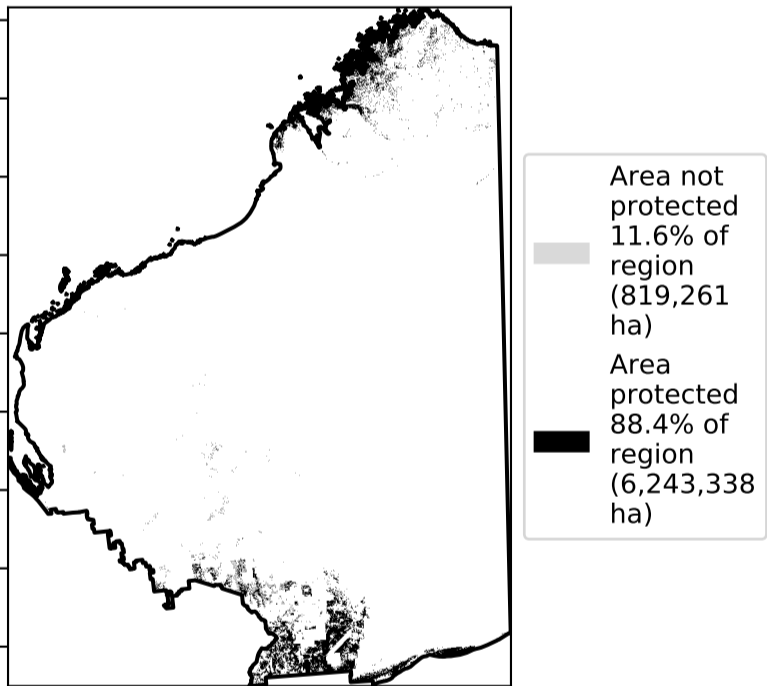 Area not
protected
11.6% of
region
(819,261
ha)
Area
protected
88.4% of
region
(6,243,338
ha)